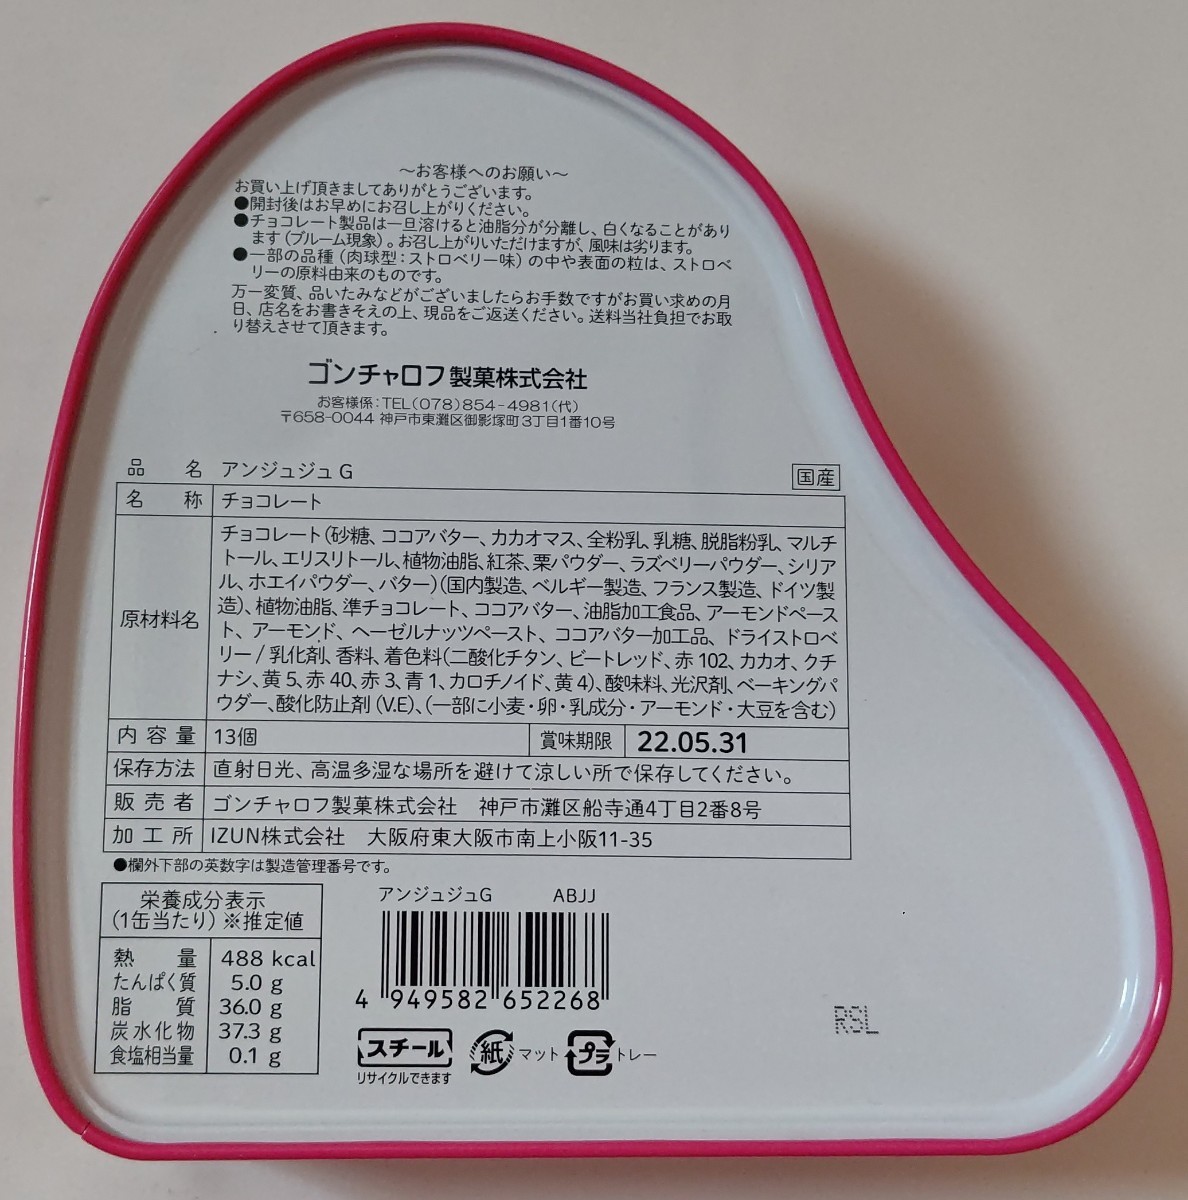 ～お客様へのお願い～
お買い上げ頂きましてありがとうございます。
●開封後はお早めにお召し上がりください。
●チョコレート製品は一旦溶けると油脂分が分離し、白くなることがあり
ます（ブルーム現象）。お召し上がりいただけますが、風味は劣ります。
●一部の品種（肉球型：ストロベリー味）の中や表面の粒は、ストロベ
リーの原料由来のものです。
万一変質、品いたみなどがございましたらお手数ですがお買い求めの月
日、店名をお書きそえの上、現品をご返送ください。送料当社負担でお取
り替えさせて頂きます。
ゴンチャロフ製菓株式会社
お客様係：TEL(078)854-4981(代)
〒658-0044 神戸市東灘区御影塚町3丁目1番10号
品名 アンジュジュG 国産
名称 チョコレート
原材料名
チョコレート（砂糖、ココアバター、カカオマス、全粉乳、乳糖、脱脂粉乳、マルチ
トール、エリスリトール、植物油脂、紅茶、栗パウダー、ラズベリーパウダー、シリア
ル、ホエイパウダー、バター）（国内製造、ベルギー製造、フランス製造、ドイツ製
造）、植物油脂、準チョコレート、ココアバター、油脂加工食品、アーモンドペース
ト、アーモンド、ヘーゼルナッツペースト、ココアバター加工品、ドライストロベ
リー / 乳化剤、香料、着色料（二酸化チタン、ビートレッド、赤102、カカオ、クチ
ナシ、黄5、赤40、赤3、青1、カロチノイド、黄4）、酸味料、光沢剤、ベーキングパ
ウダー、酸化防止剤（V.E）、（一部に小麦・卵・乳成分・アーモンド・大豆を含む）
内容量 13個 賞味期限 22.05.31
保存方法 直射日光、高温多湿な場所を避けて涼しい所で保存してください。
販売者 ゴンチャロフ製菓株式会社 神戸市灘区船寺通4丁目2番8号
加工所 IZUN株式会社 大阪府東大阪市南上小阪11-35
●欄外下部の英数字は製造管理番号です。
栄養成分表示
（1缶当たり）※推定値
熱量 488 kcal
たんぱく質 5.0 g
脂質 36.0 g
炭水化物 37.3 g
食塩相当量 0.1 g
アンジュジュG ABJJ
4 949582 652268
スチール
リサイクルできます
紙 マット
プラ トレー
RSL